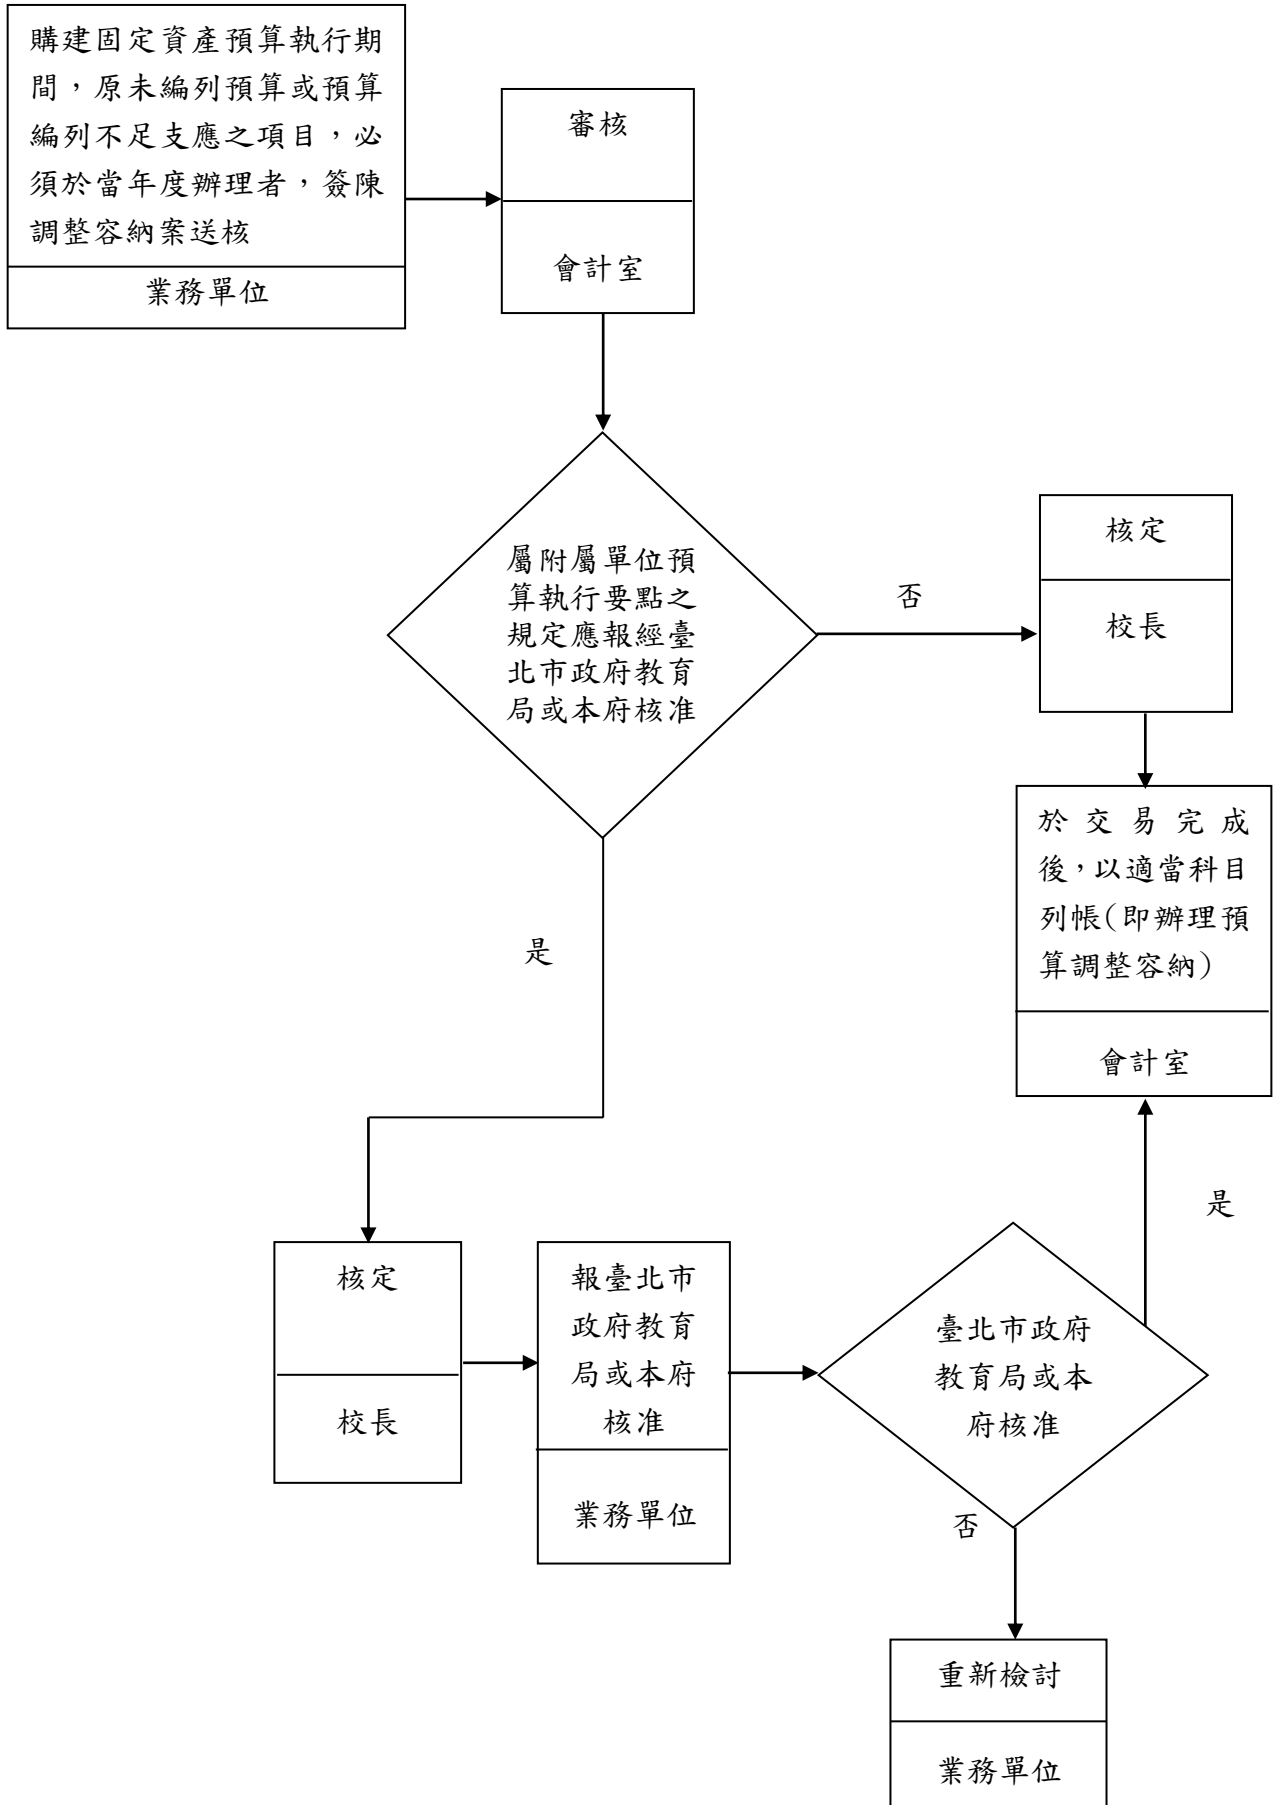 購建固定資產預算執行期
間，原未編列預算或預算
編列不足支應之項目，必
須於當年度辦理者，簽陳
調整容納案送核
業務單位
審核
會計室
屬附屬單位預
算執行要點之
規定應報經臺
北市政府教育
局或本府核准
否
核定
校長
於交易完成
後，以適當科目
列帳(即辦理預
算調整容納)
會計室
是
是
核定
校長
報臺北市
政府教育
局或本府
核准
業務單位
臺北市政府
教育局或本
府核准
否
重新檢討
業務單位